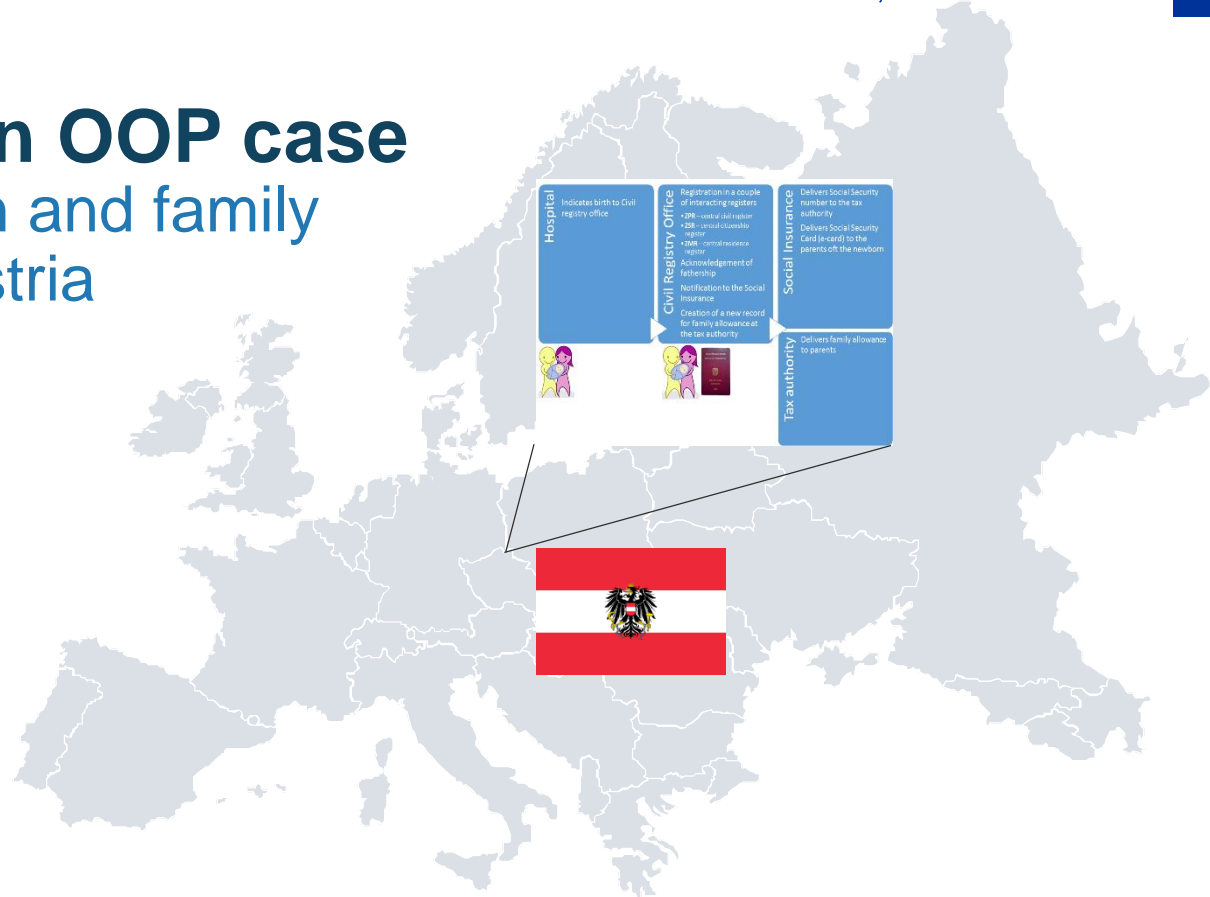 n OOP case
n and family
stria
Hospital
Indicates birth to Civil
registry office
Civil Registry Office
Registration in a couple
of interacting registers
•ZPR – central civil register
•ZSR – central citizenship
register
•ZMR – central residence
register
Acknowledgement of
fathership
Notification to the Social
Insurance
Creation of a new record
for family allowance at
the tax authority
Social Insurance
Delivers Social Security
number to the tax
authority
Delivers Social Security
Card (e-card) to the
parents oft the newborn
Tax authority
Delivers family allowance
to parents